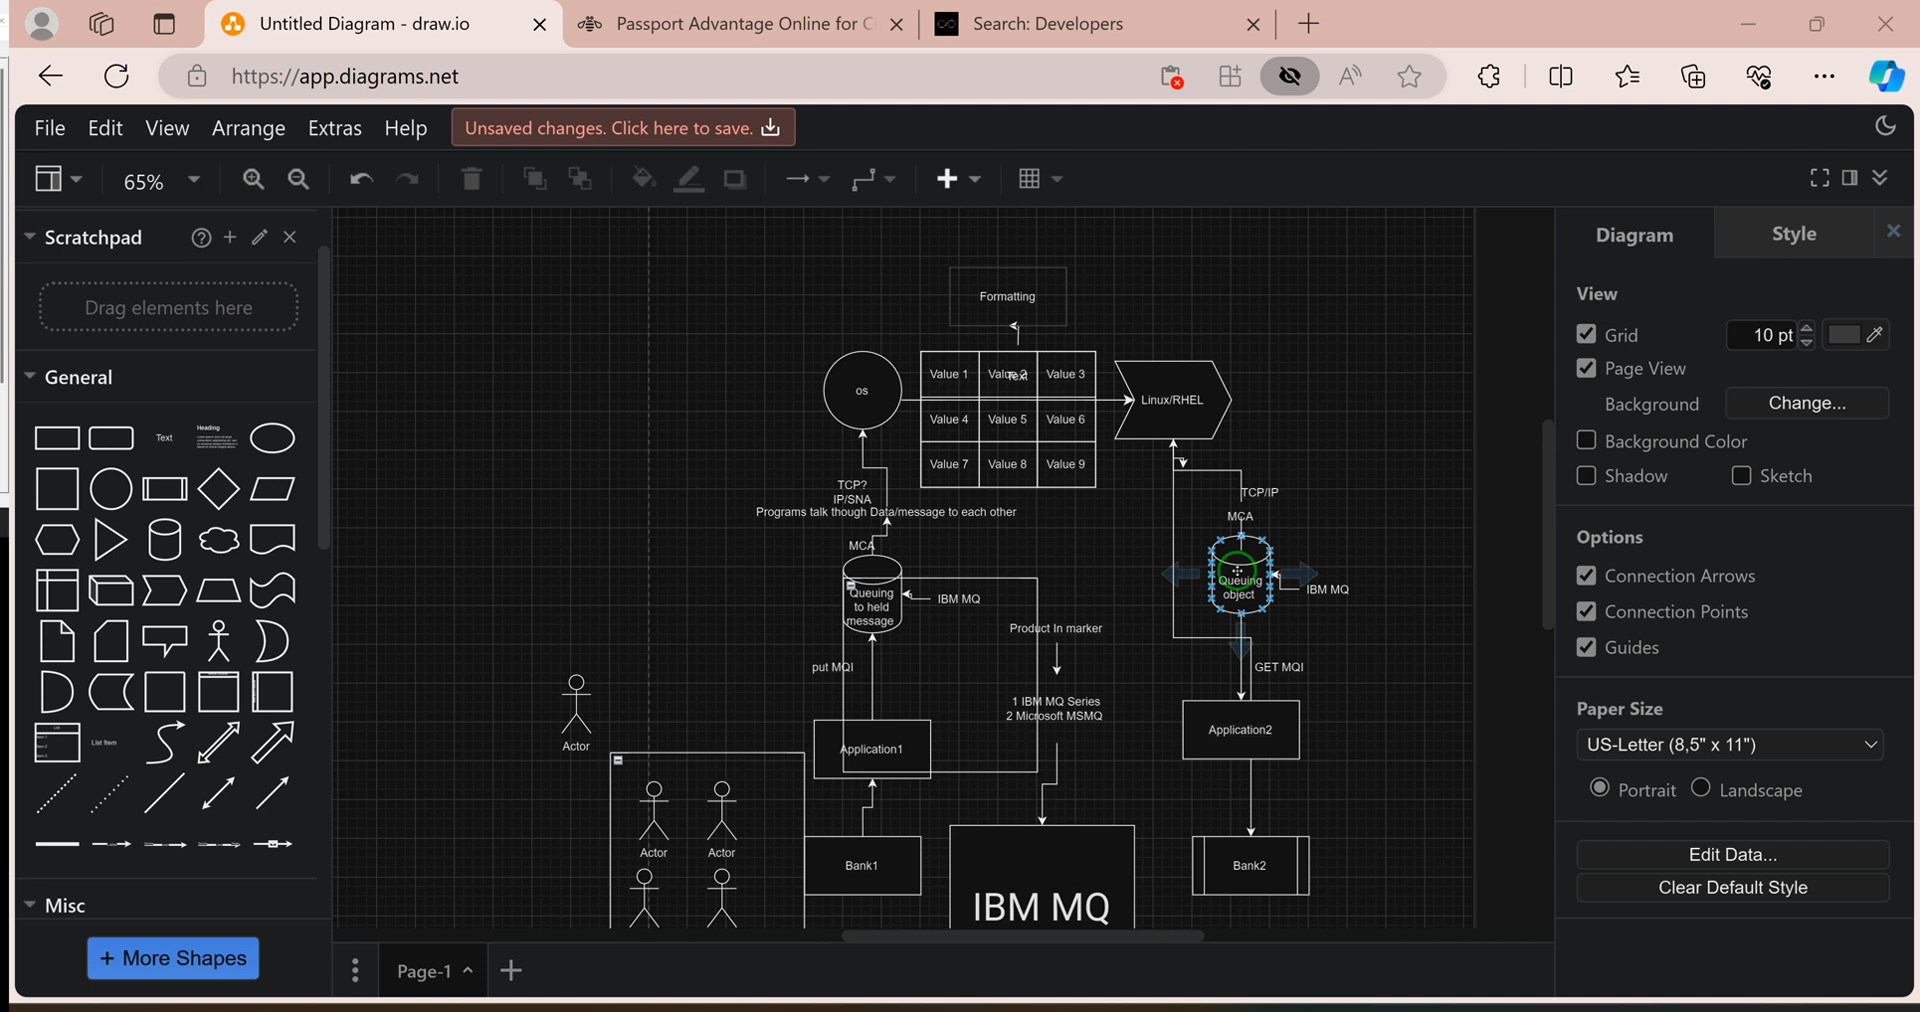 Untitled Diagram - draw.io
Passport Advantage Online for C
Search: Developers
https://app.diagrams.net
File Edit View Arrange Extras Help
Unsaved changes. Click here to save.
65%
Scratchpad
Drag elements here
General
Text
Heading
List Item
Misc
+ More Shapes
Formatting
os
Value 1 Value 2 Value 3
Text
Value 4 Value 5 Value 6
Value 7 Value 8 Value 9
Linux/RHEL
TCP?
IP/SNA
Programs talk though Data/message to each other
MCA
Queuing
to held
message
IBM MQ
put MQI
Product In marker
1 IBM MQ Series
2 Microsoft MSMQ
Application1
Bank1
IBM MQ
TCP/IP
MCA
Queuing
object
IBM MQ
GET MQI
Application2
Bank2
Actor
Actor Actor
Page-1
Diagram
Style
View
Grid
10 pt
Page View
Background
Change...
Background Color
Shadow
Sketch
Options
Connection Arrows
Connection Points
Guides
Paper Size
US-Letter (8,5" x 11")
Portrait
Landscape
Edit Data...
Clear Default Style